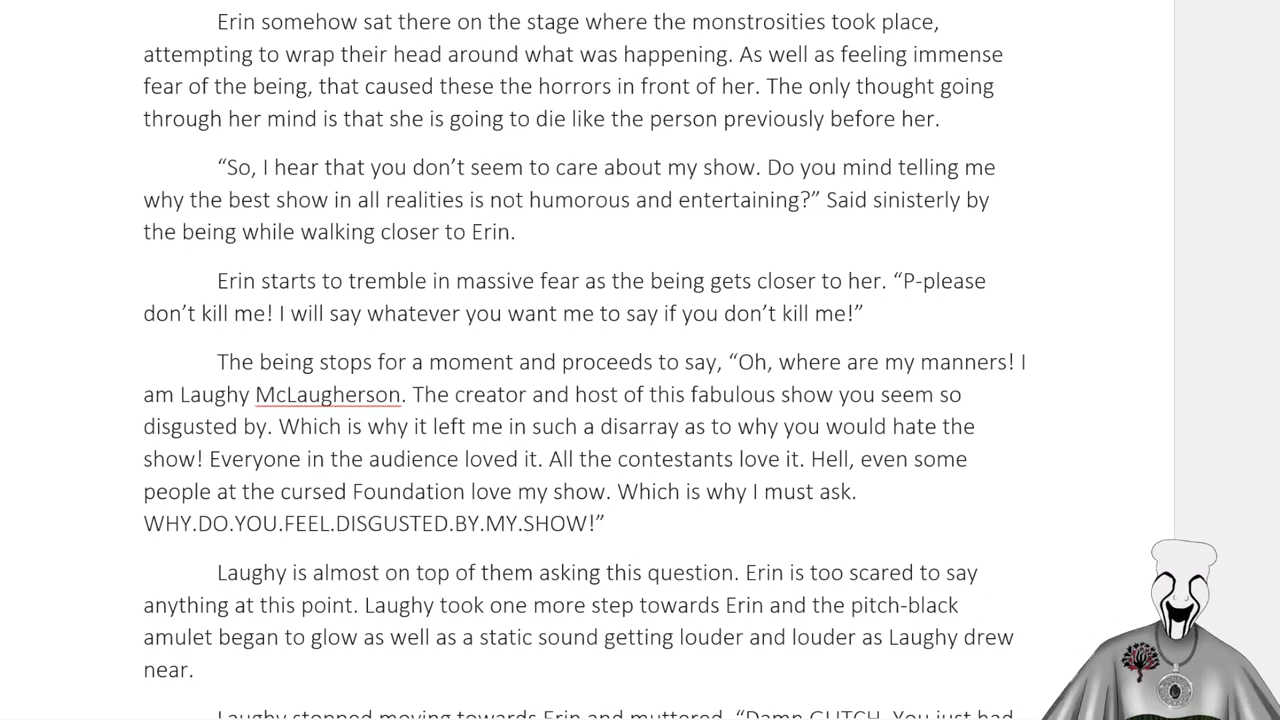 Erin somehow sat there on the stage where the monstrosities took place,
attempting to wrap their head around what was happening. As well as feeling immense
fear of the being, that caused these the horrors in front of her. The only thought going
through her mind is that she is going to die like the person previously before her.
“So, I hear that you don’t seem to care about my show. Do you mind telling me
why the best show in all realities is not humorous and entertaining?” Said sinisterly by
the being while walking closer to Erin.
Erin starts to tremble in massive fear as the being gets closer to her. “P-please
don’t kill me! I will say whatever you want me to say if you don’t kill me!”
The being stops for a moment and proceeds to say, “Oh, where are my manners! I
am Laughy McLaugherson. The creator and host of this fabulous show you seem so
disgusted by. Which is why it left me in such a disarray as to why you would hate the
show! Everyone in the audience loved it. All the contestants love it. Hell, even some
people at the cursed Foundation love my show. Which is why I must ask.
WHY.DO.YOU.FEEL.DISGUSTED.BY.MY.SHOW!”
Laughy is almost on top of them asking this question. Erin is too scared to say
anything at this point. Laughy took one more step towards Erin and the pitch-black
amulet began to glow as well as a static sound getting louder and louder as Laughy drew
near.
Laughy stopped moving towards Erin and muttered, “Damn GLITCH. You just had